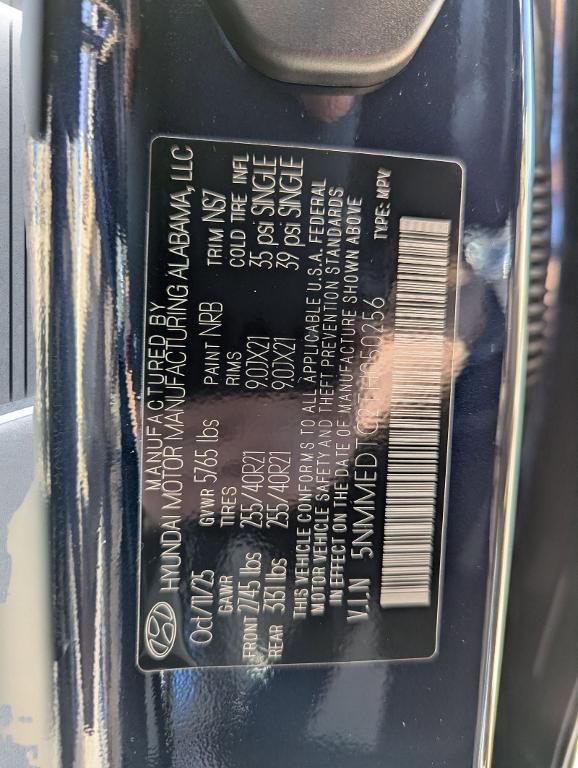 MANUFACTURED BY
HYUNDAI MOTOR MANUFACTURING ALABAMA, LLC
Oct/11/25 GVWR 5765 lbs PAINT NRB TRIM NS7
GAWR TIRES RIMS COLD TIRE INFL
FRONT 2745 lbs 255/40R21 9.0JX21 35 psi SINGLE
REAR 3131 lbs 255/40R21 9.0JX21 39 psi SINGLE
THIS VEHICLE CONFORMS TO ALL APPLICABLE U.S.A. FEDERAL
MOTOR VEHICLE SAFETY AND THEFT PREVENTION STANDARDS
IN EFFECT ON THE DATE OF MANUFACTURE SHOWN ABOVE
V.I.N TYPE: MPV